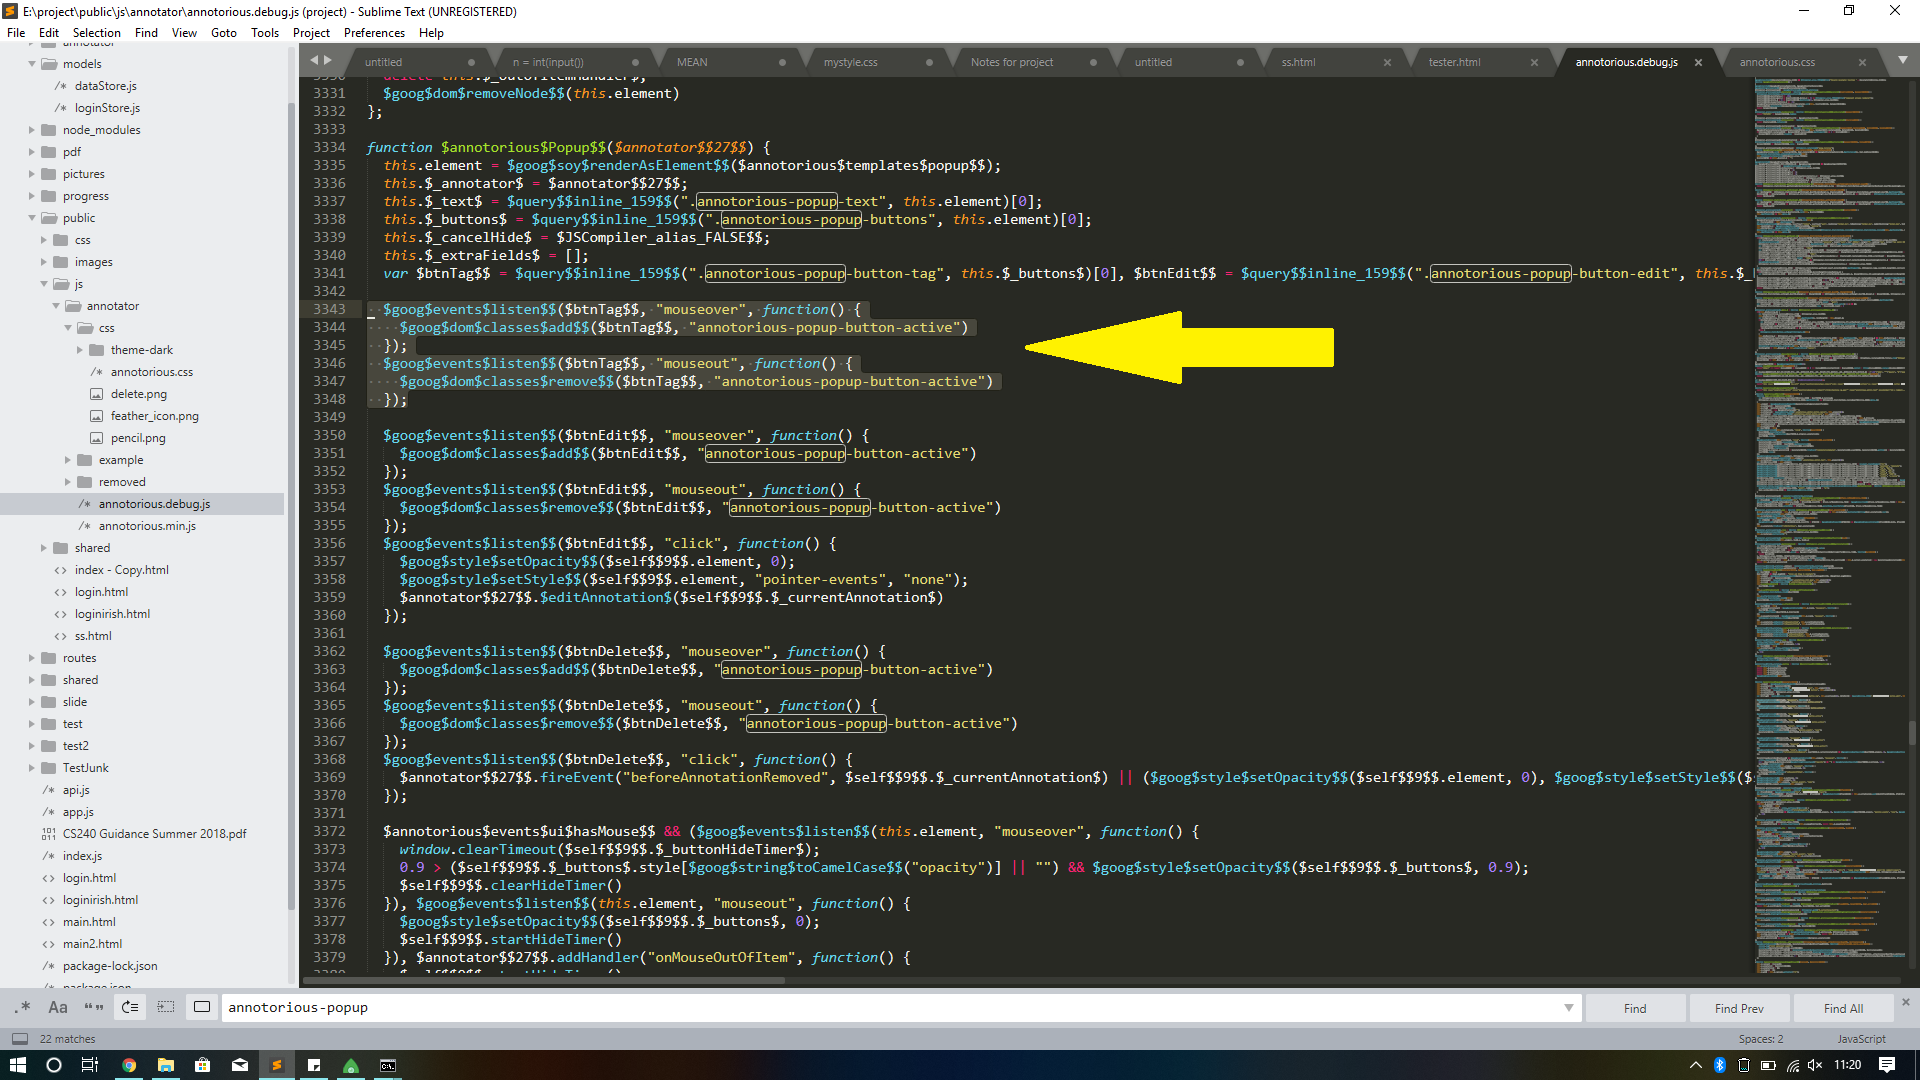 E:\project\public\js\annotator\annotorious.debug.js (project) - Sublime Text (UNREGISTERED)
File Edit Selection Find View Goto Tools Project Preferences Help
annotator
models
dataStore.js
loginStore.js
node_modules
pdf
pictures
progress
public
css
images
js
annotator
css
theme-dark
annotorious.css
delete.png
feather_icon.png
pencil.png
example
removed
annotorious.debug.js
annotorious.min.js
shared
index - Copy.html
login.html
loginirish.html
ss.html
routes
shared
slide
test
test2
TestJunk
api.js
app.js
CS240 Guidance Summer 2018.pdf
index.js
login.html
loginirish.html
main.html
main2.html
package-lock.json
package.json
untitled n = int(input()) MEAN mystyle.css Notes for project untitled ss.html tester.html annotorious.debug.js annotorious.css
3330 delete this.$_outOfItemHandler$;
3331 $goog$dom$removeNode$$(this.element)
3332 };
3333
3334 function $annotorious$Popup$$($annotator$$27$$) {
3335 this.element = $goog$soy$renderAsElement$$($annotorious$templates$popup$$);
3336 this.$_annotator$ = $annotator$$27$$;
3337 this.$_text$ = $query$$inline_159$$(".annotorious-popup-text", this.element)[0];
3338 this.$_buttons$ = $query$$inline_159$$(".annotorious-popup-buttons", this.element)[0];
3339 this.$_cancelHide$ = $JSCompiler_alias_FALSE$$;
3340 this.$_extraFields$ = [];
3341 var $btnTag$$ = $query$$inline_159$$(".annotorious-popup-button-tag", this.$_buttons$)[0], $btnEdit$$ = $query$$inline_159$$(".annotorious-popup-button-edit", this.$_
3342
3343 $goog$events$listen$$($btnTag$$, "mouseover", function() {
3344 $goog$dom$classes$add$$($btnTag$$, "annotorious-popup-button-active")
3345 });
3346 $goog$events$listen$$($btnTag$$, "mouseout", function() {
3347 $goog$dom$classes$remove$$($btnTag$$, "annotorious-popup-button-active")
3348 });
3349
3350 $goog$events$listen$$($btnEdit$$, "mouseover", function() {
3351 $goog$dom$classes$add$$($btnEdit$$, "annotorious-popup-button-active")
3352 });
3353 $goog$events$listen$$($btnEdit$$, "mouseout", function() {
3354 $goog$dom$classes$remove$$($btnEdit$$, "annotorious-popup-button-active")
3355 });
3356 $goog$events$listen$$($btnEdit$$, "click", function() {
3357 $goog$style$setOpacity$$($self$$9$$.element, 0);
3358 $goog$style$setStyle$$($self$$9$$.element, "pointer-events", "none");
3359 $annotator$$27$$.$editAnnotation$($self$$9$$.$_currentAnnotation$)
3360 });
3361
3362 $goog$events$listen$$($btnDelete$$, "mouseover", function() {
3363 $goog$dom$classes$add$$($btnDelete$$, "annotorious-popup-button-active")
3364 });
3365 $goog$events$listen$$($btnDelete$$, "mouseout", function() {
3366 $goog$dom$classes$remove$$($btnDelete$$, "annotorious-popup-button-active")
3367 });
3368 $goog$events$listen$$($btnDelete$$, "click", function() {
3369 $annotator$$27$$.fireEvent("beforeAnnotationRemoved", $self$$9$$.$_currentAnnotation$) || ($goog$style$setOpacity$$($self$$9$$.element, 0), $goog$style$setStyle$$($
3370 });
3371
3372 $annotorious$events$ui$hasMouse$$ && ($goog$events$listen$$(this.element, "mouseover", function() {
3373 window.clearTimeout($self$$9$$.$_buttonHideTimer$);
3374 0.9 > ($self$$9$$.$_buttons$.style[$goog$string$toCamelCase$$("opacity")] || "") && $goog$style$setOpacity$$($self$$9$$.$_buttons$, 0.9);
3375 $self$$9$$.clearHideTimer()
3376 }), $goog$events$listen$$(this.element, "mouseout", function() {
3377 $goog$style$setOpacity$$($self$$9$$.$_buttons$, 0);
3378 $self$$9$$.startHideTimer()
3379 }), $annotator$$27$$.addHandler("onMouseOutOfItem", function() {
3380 $self$$9$$.startHideTimer()
.* Aa "" annotorious-popup Find Find Prev Find All
22 matches Spaces: 2 JavaScript
11:20